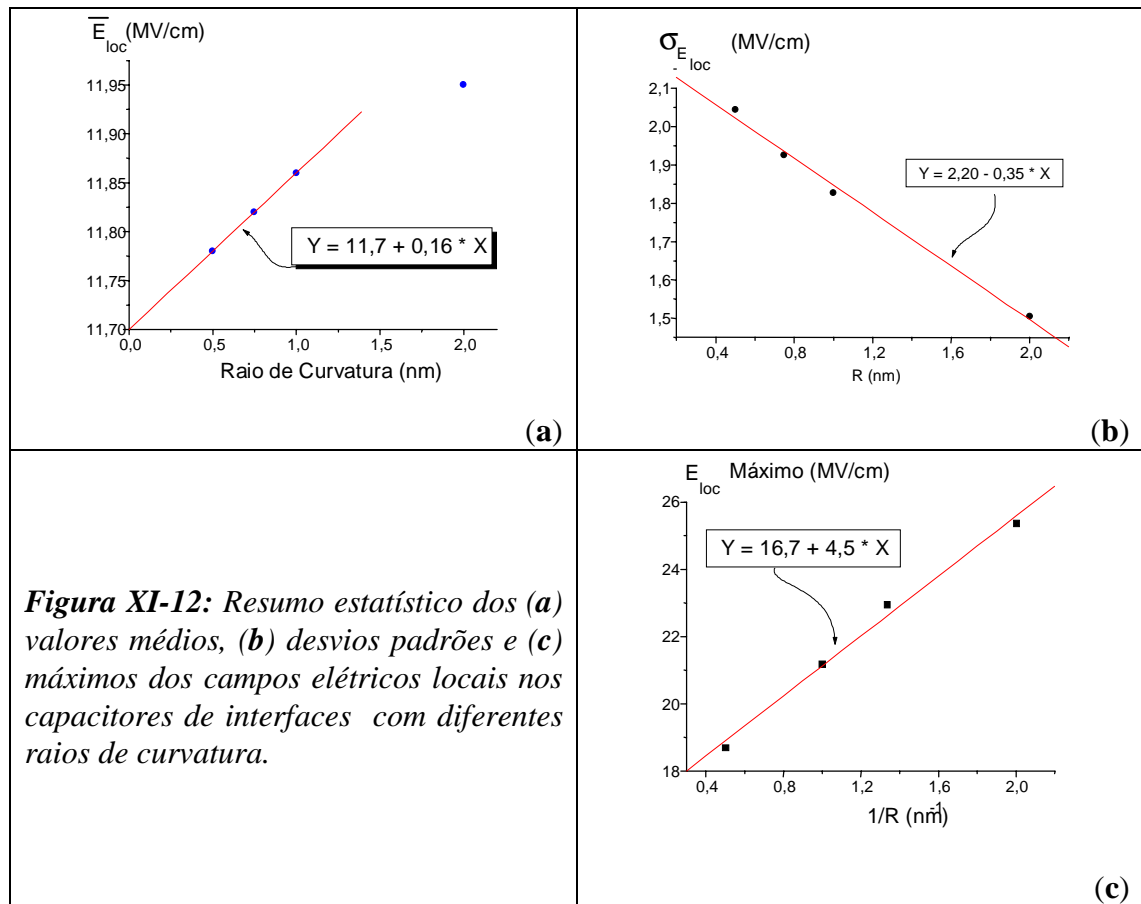 E loc (MV/cm)
11,95
11,90
11,85
11,80
11,75
11,70
0,0 0,5 1,0 1,5 2,0
Raio de Curvatura (nm)
Y = 11,7 + 0,16 * X
(a)
σ E loc (MV/cm)
2,1
2,0
1,9
1,8
1,7
1,6
1,5
0,4 0,8 1,2 1,6 2,0
R (nm)
Y = 2,20 - 0,35 * X
(b)
Figura XI-12: Resumo estatístico dos (a)
valores médios, (b) desvios padrões e (c)
máximos dos campos elétricos locais nos
capacitores de interfaces com diferentes
raios de curvatura.
E loc Máximo (MV/cm)
26
24
22
20
18
0,4 0,8 1,2 1,6 2,0
1/R (nm-1)
Y = 16,7 + 4,5 * X
(c)